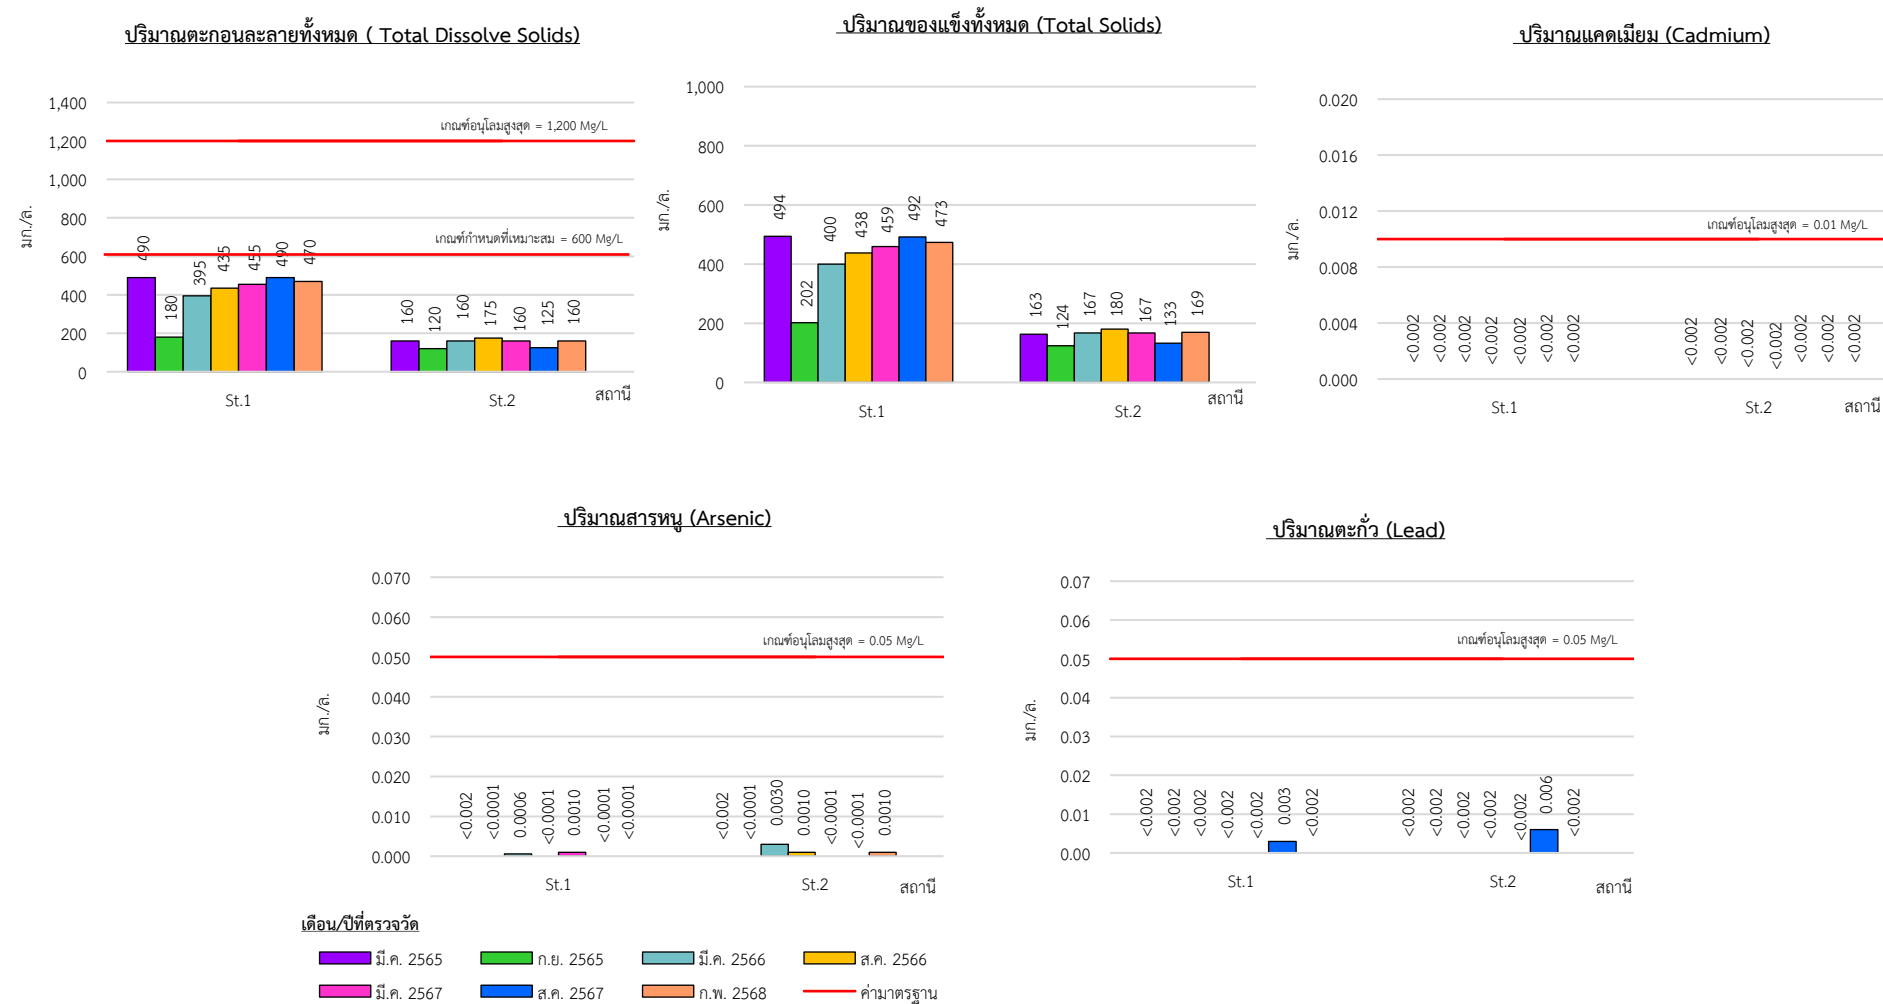 ปริมาณตะกอนละลายทั้งหมด ( Total Dissolve Solids)
1,400
1,200
1,000
800
600
400
200
0
มก./ล.
เกณฑ์อนุโลมสูงสุด = 1,200 Mg/L
เกณฑ์กำหนดที่เหมาะสม = 600 Mg/L
490 180 395 435 455 490 470
160 120 160 175 160 125 160
St.1 St.2 สถานี
ปริมาณของแข็งทั้งหมด (Total Solids)
1,000
800
600
400
200
0
มก./ล.
494 202 400 438 459 492 473
163 124 167 180 167 133 169
St.1 St.2 สถานี
ปริมาณแคดเมียม (Cadmium)
0.020
0.016
0.012
0.008
0.004
0.000
มก./ล.
เกณฑ์อนุโลมสูงสุด = 0.01 Mg/L
<0.002 <0.002 <0.002 <0.002 <0.002 <0.002 <0.002
<0.002 <0.002 <0.002 <0.002 <0.002 <0.002 <0.002
St.1 St.2 สถานี
ปริมาณสารหนู (Arsenic)
0.070
0.060
0.050
0.040
0.030
0.020
0.010
0.000
มก./ล.
เกณฑ์อนุโลมสูงสุด = 0.05 Mg/L
<0.002 <0.0001 0.0006 <0.0001 0.0010 <0.0001 <0.0001
<0.002 <0.0001 0.0030 0.0010 <0.0001 <0.0001 0.0010
St.1 St.2 สถานี
ปริมาณตะกั่ว (Lead)
0.07
0.06
0.05
0.04
0.03
0.02
0.01
0.00
มก./ล.
เกณฑ์อนุโลมสูงสุด = 0.05 Mg/L
<0.002 <0.002 <0.002 <0.002 <0.002 0.003 <0.002
<0.002 <0.002 <0.002 <0.002 <0.002 0.006 <0.002
St.1 St.2 สถานี
เดือน/ปีที่ตรวจวัด
มี.ค. 2565 ก.ย. 2565 มี.ค. 2566 ส.ค. 2566
มี.ค. 2567 ส.ค. 2567 ก.พ. 2568 ค่ามาตรฐาน